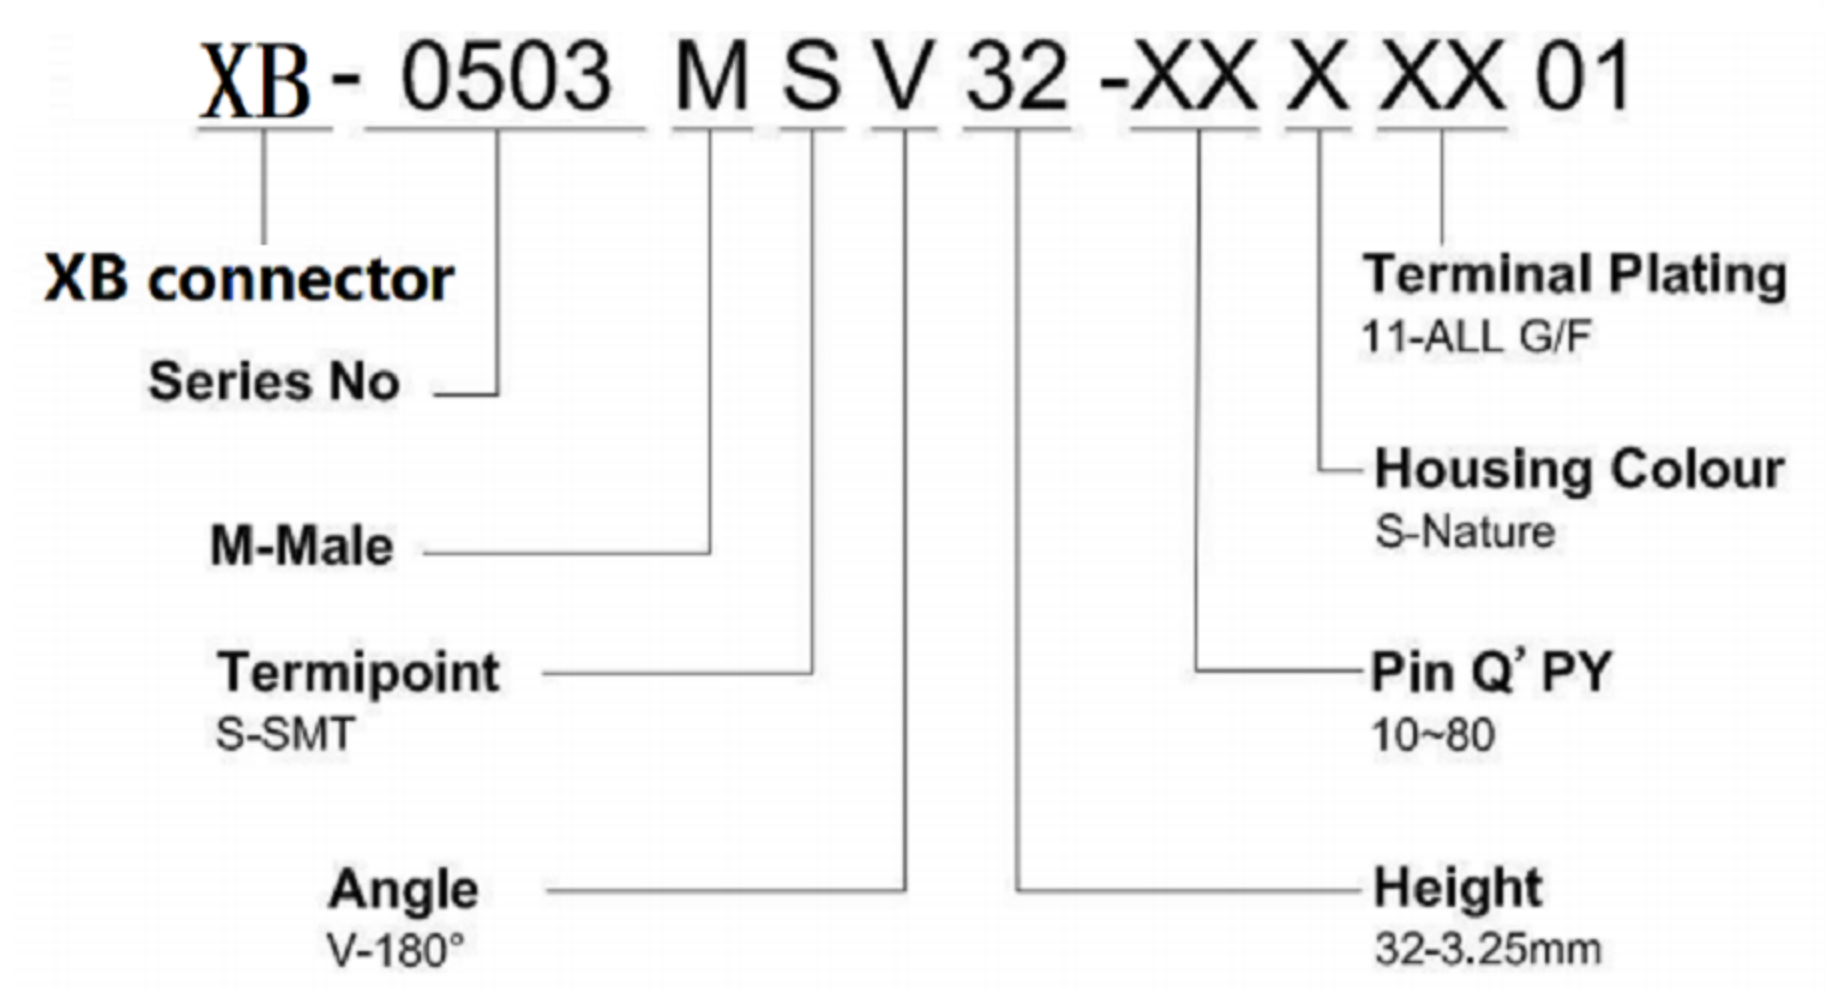 XB - 0503 M S V 32 -XX X XX 01
XB connector
Series No
M-Male
Termipoint
S-SMT
Angle
V-180°
Terminal Plating
11-ALL G/F
Housing Colour
S-Nature
Pin Q’ PY
10~80
Height
32-3.25mm